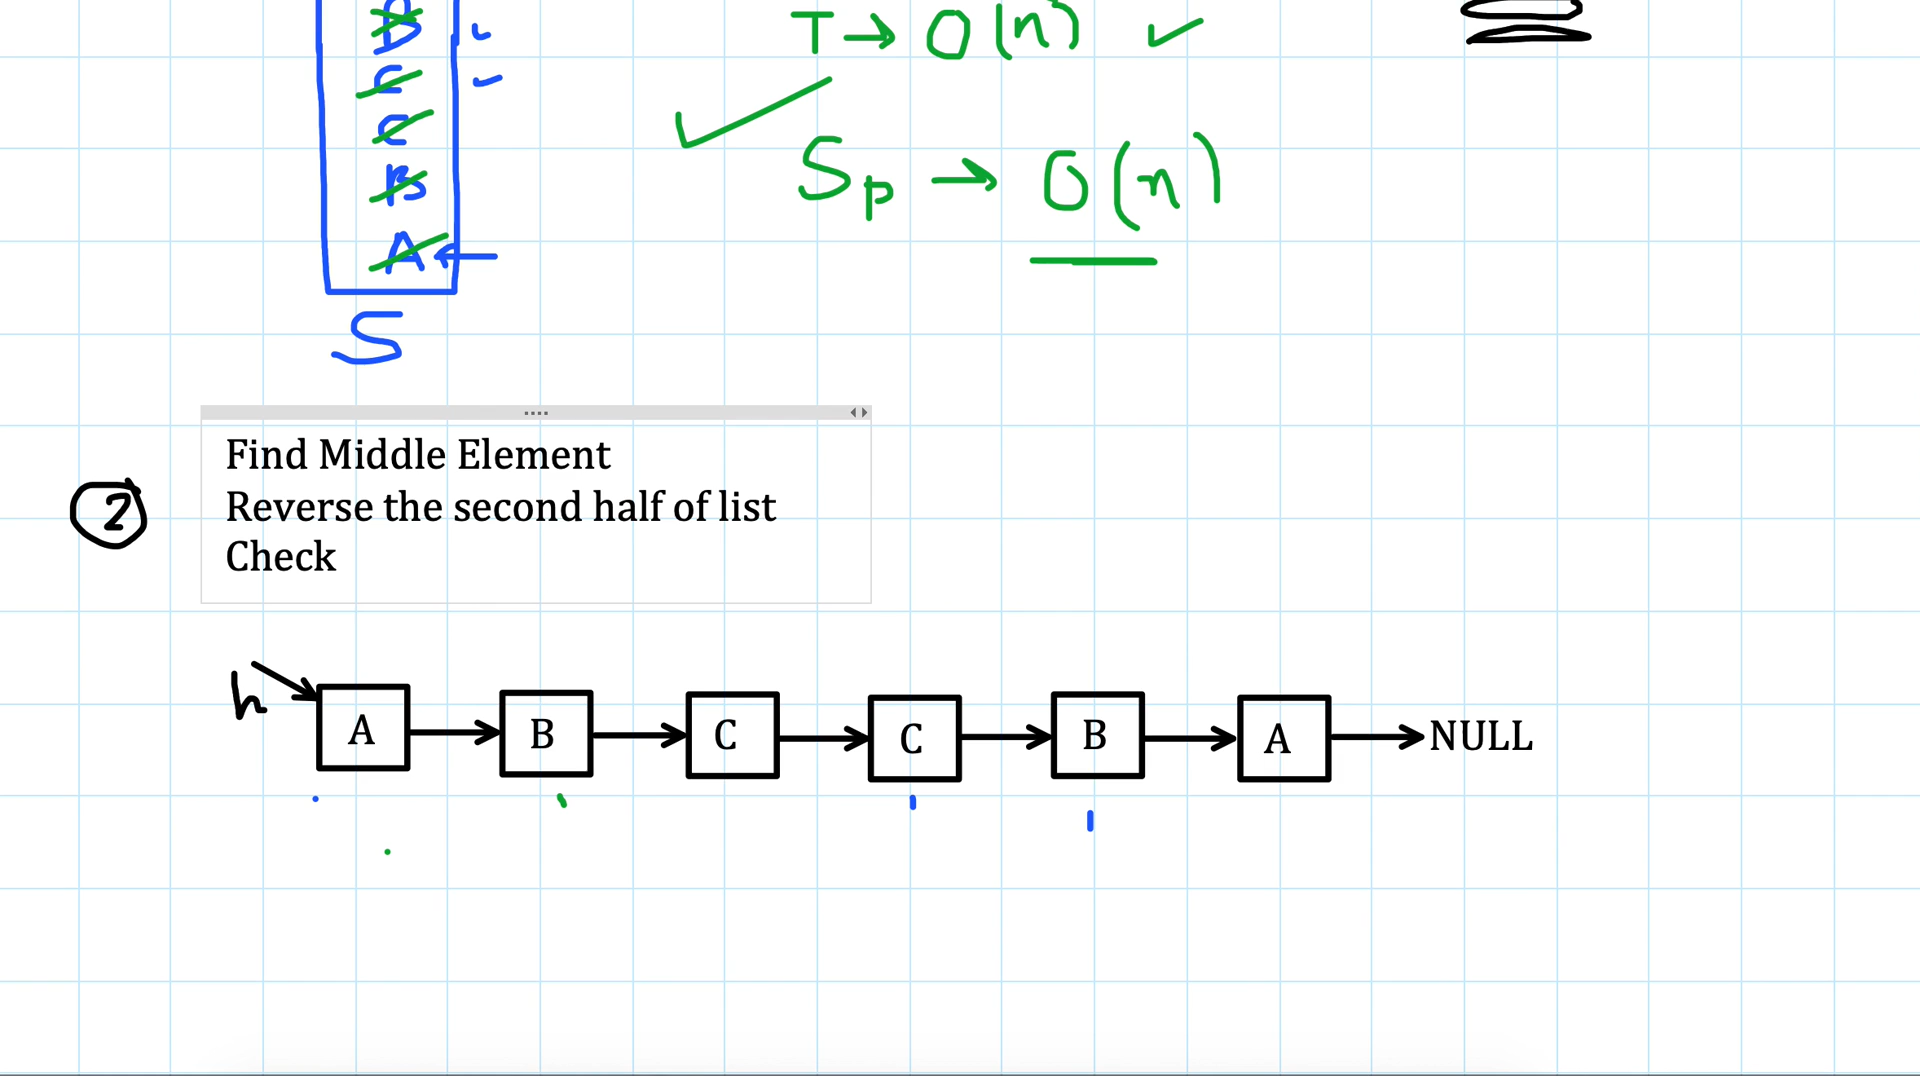 T → O(n)
C
C
B
A
Sp → O(n)
S
2
Find Middle Element
Reverse the second half of list
Check
h
A B C C B A NULL